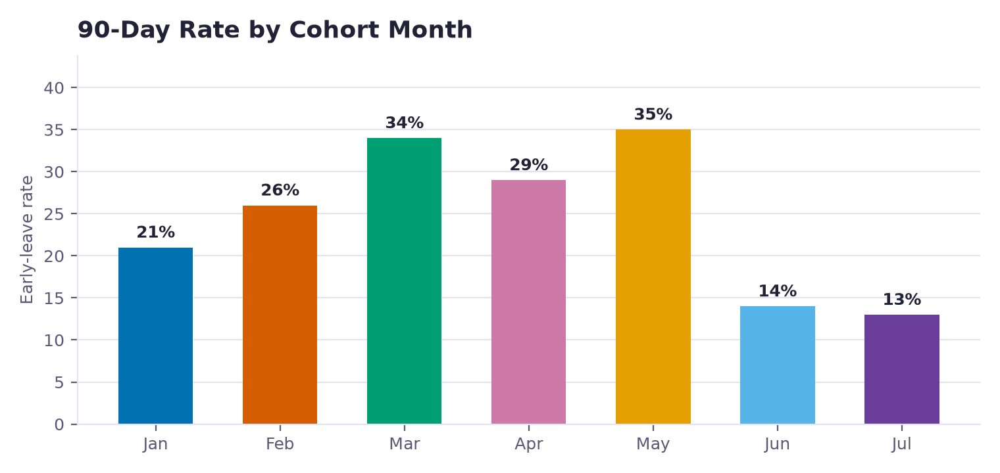 90-Day Rate by Cohort Month
Early-leave rate
40
35
30
25
20
15
10
5
0
21%
26%
34%
29%
35%
14%
13%
Jan
Feb
Mar
Apr
May
Jun
Jul